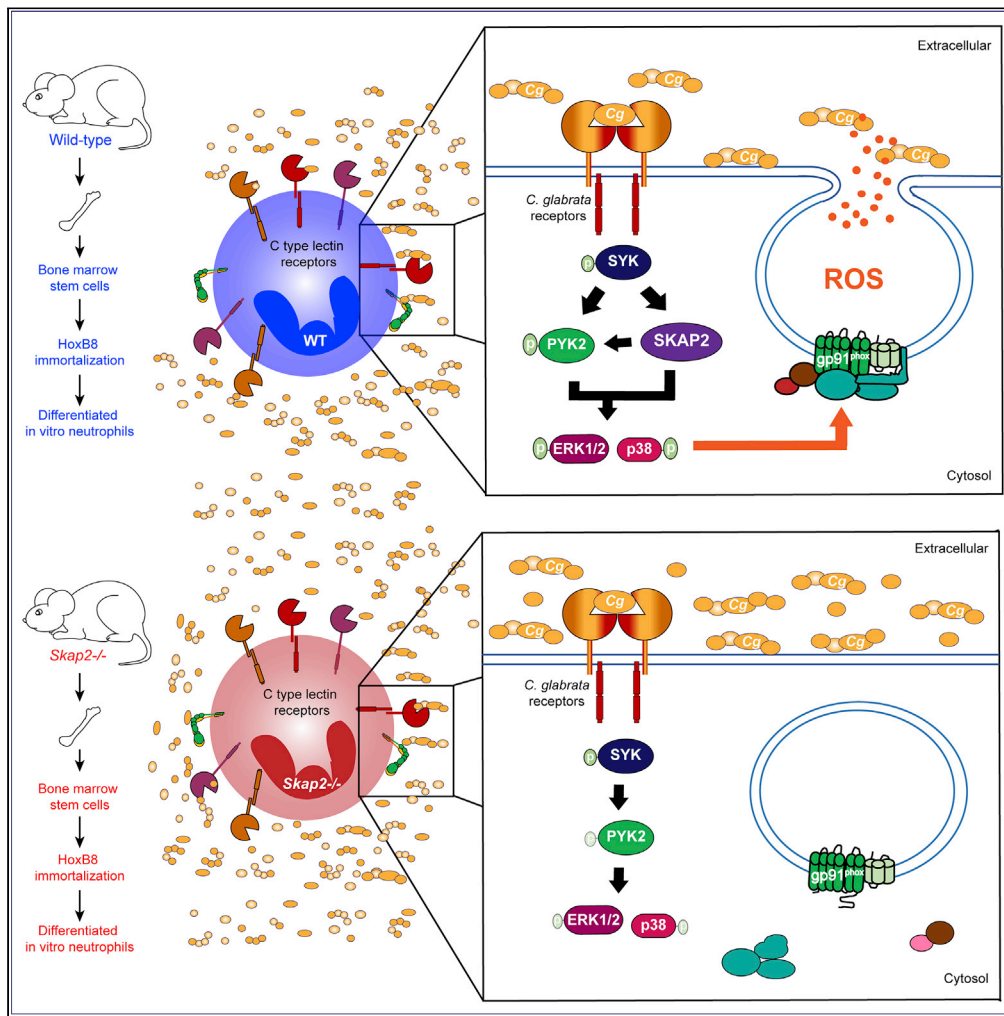 Wild-type
Bone marrow
stem cells
HoxB8
immortalization
Differentiated
in vitro neutrophils
C type lectin
receptors
WT
Extracellular
Cg
Cg
Cg
Cg
Cg
Cg
C. glabrata
receptors
p
SYK
p
PYK2
SKAP2
p
ERK1/2
p38
p
ROS
gp91phox
Cytosol
Skap2-/-
Bone marrow
stem cells
HoxB8
immortalization
Differentiated
in vitro neutrophils
C type lectin
receptors
Skap2-/-
Extracellular
Cg
Cg
Cg
Cg
Cg
Cg
Cg
C. glabrata
receptors
p
SYK
p
PYK2
p
ERK1/2
p38
p
gp91phox
Cytosol